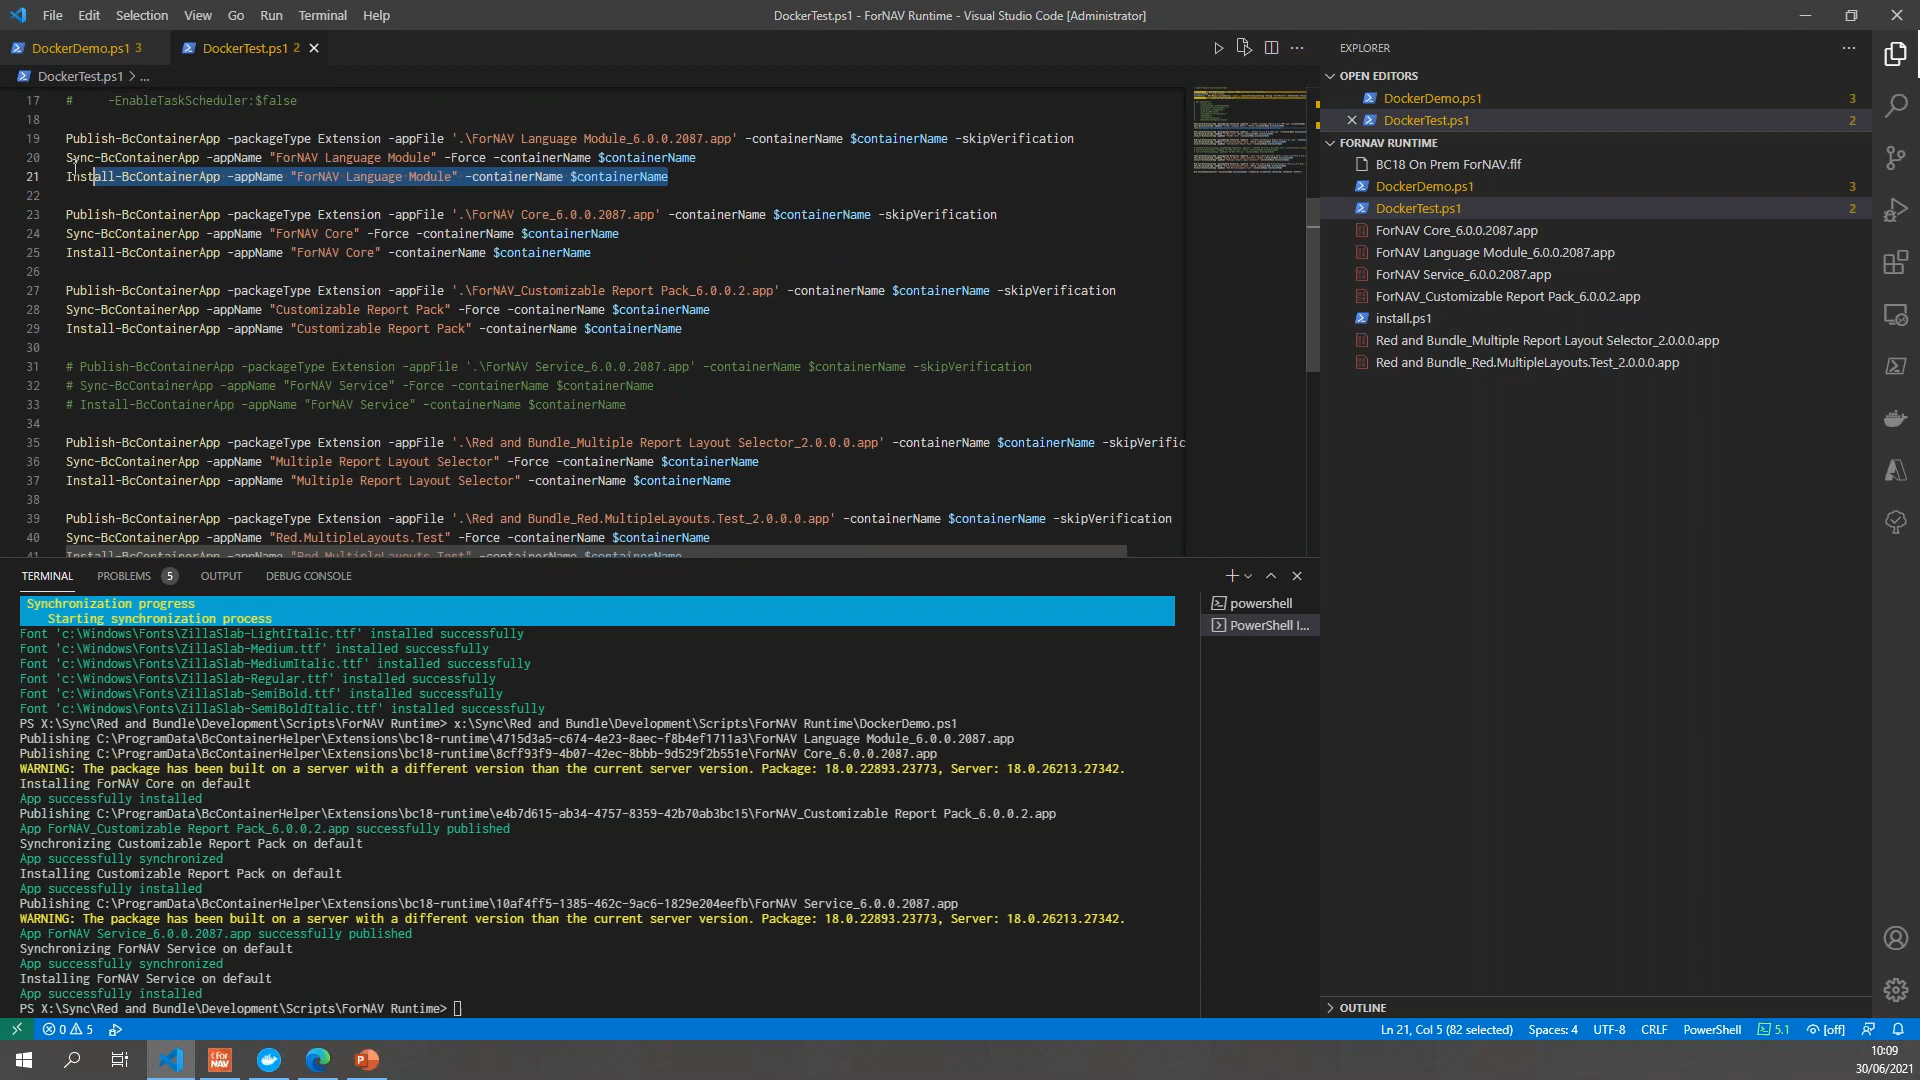 File Edit Selection View Go Run Terminal Help
DockerTest.ps1 - ForNAV Runtime - Visual Studio Code [Administrator]
DockerDemo.ps1 3
DockerTest.ps1 2
DockerTest.ps1 > ...
17 # -EnableTaskScheduler:$false
18
19 Publish-BcContainerApp -packageType Extension -appFile '.\ForNAV Language Module_6.0.0.2087.app' -containerName $containerName -skipVerification
20 Sync-BcContainerApp -appName "ForNAV Language Module" -Force -containerName $containerName
21 Install-BcContainerApp -appName "ForNAV Language Module" -containerName $containerName
22
23 Publish-BcContainerApp -packageType Extension -appFile '.\ForNAV Core_6.0.0.2087.app' -containerName $containerName -skipVerification
24 Sync-BcContainerApp -appName "ForNAV Core" -Force -containerName $containerName
25 Install-BcContainerApp -appName "ForNAV Core" -containerName $containerName
26
27 Publish-BcContainerApp -packageType Extension -appFile '.\ForNAV_Customizable Report Pack_6.0.0.2.app' -containerName $containerName -skipVerification
28 Sync-BcContainerApp -appName "Customizable Report Pack" -Force -containerName $containerName
29 Install-BcContainerApp -appName "Customizable Report Pack" -containerName $containerName
30
31 # Publish-BcContainerApp -packageType Extension -appFile '.\ForNAV Service_6.0.0.2087.app' -containerName $containerName -skipVerification
32 # Sync-BcContainerApp -appName "ForNAV Service" -Force -containerName $containerName
33 # Install-BcContainerApp -appName "ForNAV Service" -containerName $containerName
34
35 Publish-BcContainerApp -packageType Extension -appFile '.\Red and Bundle_Multiple Report Layout Selector_2.0.0.0.app' -containerName $containerName -skipVerific
36 Sync-BcContainerApp -appName "Multiple Report Layout Selector" -Force -containerName $containerName
37 Install-BcContainerApp -appName "Multiple Report Layout Selector" -containerName $containerName
38
39 Publish-BcContainerApp -packageType Extension -appFile '.\Red and Bundle_Red.MultipleLayouts.Test_2.0.0.0.app' -containerName $containerName -skipVerification
40 Sync-BcContainerApp -appName "Red.MultipleLayouts.Test" -Force -containerName $containerName
41 Install-BcContainerApp -appName "Red.MultipleLayouts.Test" -containerName $containerName
TERMINAL PROBLEMS 5 OUTPUT DEBUG CONSOLE
powershell
PowerShell I...
Synchronization progress
Starting synchronization process
Font 'c:\Windows\Fonts\ZillaSlab-LightItalic.ttf' installed successfully
Font 'c:\Windows\Fonts\ZillaSlab-Medium.ttf' installed successfully
Font 'c:\Windows\Fonts\ZillaSlab-MediumItalic.ttf' installed successfully
Font 'c:\Windows\Fonts\ZillaSlab-Regular.ttf' installed successfully
Font 'c:\Windows\Fonts\ZillaSlab-SemiBold.ttf' installed successfully
Font 'c:\Windows\Fonts\ZillaSlab-SemiBoldItalic.ttf' installed successfully
PS X:\Sync\Red and Bundle\Development\Scripts\ForNAV Runtime> x:\Sync\Red and Bundle\Development\Scripts\ForNAV Runtime\DockerDemo.ps1
Publishing C:\ProgramData\BcContainerHelper\Extensions\bc18-runtime\4715d3a5-c674-4e23-8aec-f8b4ef1711a3\ForNAV Language Module_6.0.0.2087.app
Publishing C:\ProgramData\BcContainerHelper\Extensions\bc18-runtime\8cff93f9-4b07-42ec-8bbb-9d529f2b551e\ForNAV Core_6.0.0.2087.app
WARNING: The package has been built on a server with a different version than the current server version. Package: 18.0.22893.23773, Server: 18.0.26213.27342.
Installing ForNAV Core on default
App successfully installed
Publishing C:\ProgramData\BcContainerHelper\Extensions\bc18-runtime\e4b7d615-ab34-4757-8359-42b70ab3bc15\ForNAV_Customizable Report Pack_6.0.0.2.app
App ForNAV_Customizable Report Pack_6.0.0.2.app successfully published
Synchronizing Customizable Report Pack on default
App successfully synchronized
Installing Customizable Report Pack on default
App successfully installed
Publishing C:\ProgramData\BcContainerHelper\Extensions\bc18-runtime\10af4ff5-1385-462c-9ac6-1829e204eefb\ForNAV Service_6.0.0.2087.app
WARNING: The package has been built on a server with a different version than the current server version. Package: 18.0.22893.23773, Server: 18.0.26213.27342.
App ForNAV Service_6.0.0.2087.app successfully published
Synchronizing ForNAV Service on default
App successfully synchronized
Installing ForNAV Service on default
App successfully installed
PS X:\Sync\Red and Bundle\Development\Scripts\ForNAV Runtime>
EXPLORER
OPEN EDITORS
DockerDemo.ps1 3
DockerTest.ps1 2
FORNAV RUNTIME
BC18 On Prem ForNAV.flf
DockerDemo.ps1 3
DockerTest.ps1 2
ForNAV Core_6.0.0.2087.app
ForNAV Language Module_6.0.0.2087.app
ForNAV Service_6.0.0.2087.app
ForNAV_Customizable Report Pack_6.0.0.2.app
install.ps1
Red and Bundle_Multiple Report Layout Selector_2.0.0.0.app
Red and Bundle_Red.MultipleLayouts.Test_2.0.0.0.app
OUTLINE
0 5
Ln 21, Col 5 (82 selected) Spaces: 4 UTF-8 CRLF PowerShell 5.1 [off]
10:09
30/06/2021